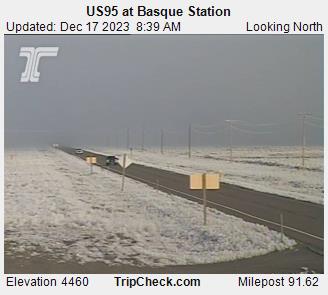 US95 at Basque Station
Updated: Dec 17 2023 8:39 AM Looking North
Elevation 4460 TripCheck.com Milepost 91.62